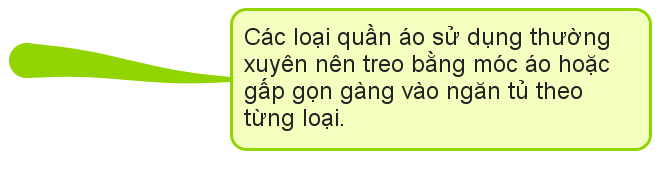 Các loại quần áo sử dụng thường
xuyên nên treo bằng móc áo hoặc
gấp gọn gàng vào ngăn tủ theo
từng loại.